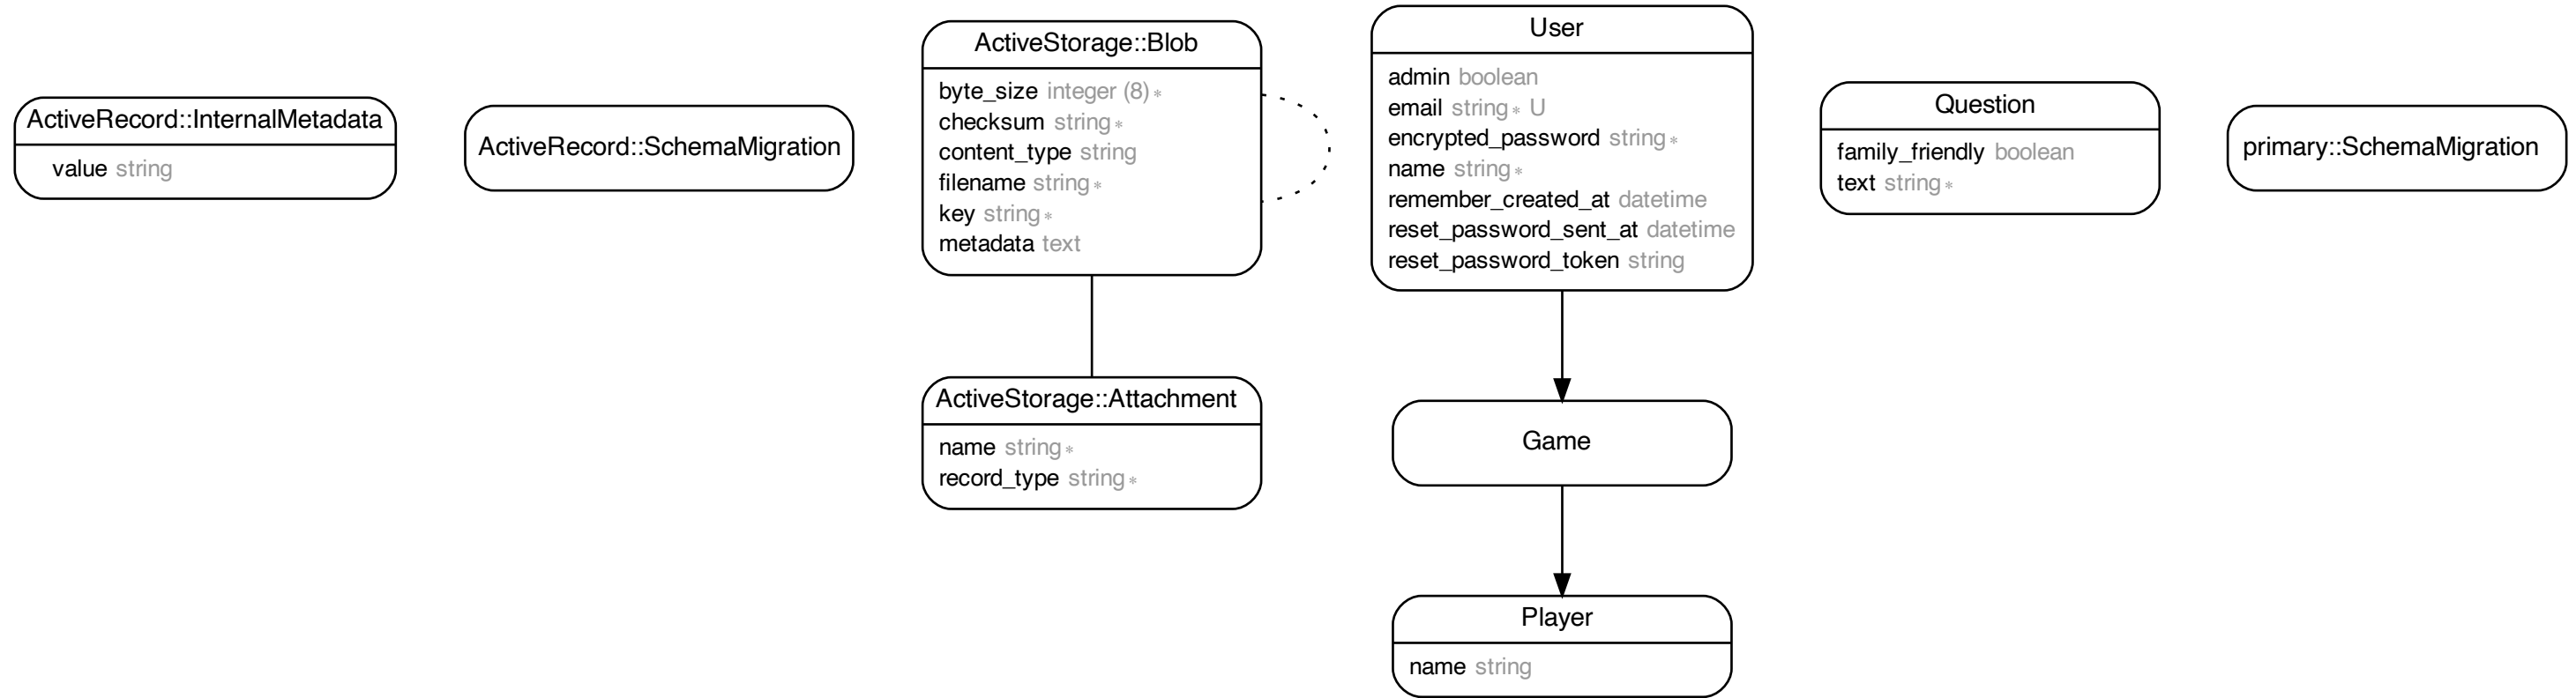 ActiveRecord::InternalMetadata
value string
ActiveRecord::SchemaMigration
ActiveStorage::Blob
byte_size integer (8)∗
checksum string∗
content_type string
filename string∗
key string∗
metadata text
ActiveStorage::Attachment
name string∗
record_type string∗
User
admin boolean
email string∗ U
encrypted_password string∗
name string∗
remember_created_at datetime
reset_password_sent_at datetime
reset_password_token string
Game
Player
name string
Question
family_friendly boolean
text string∗
primary::SchemaMigration